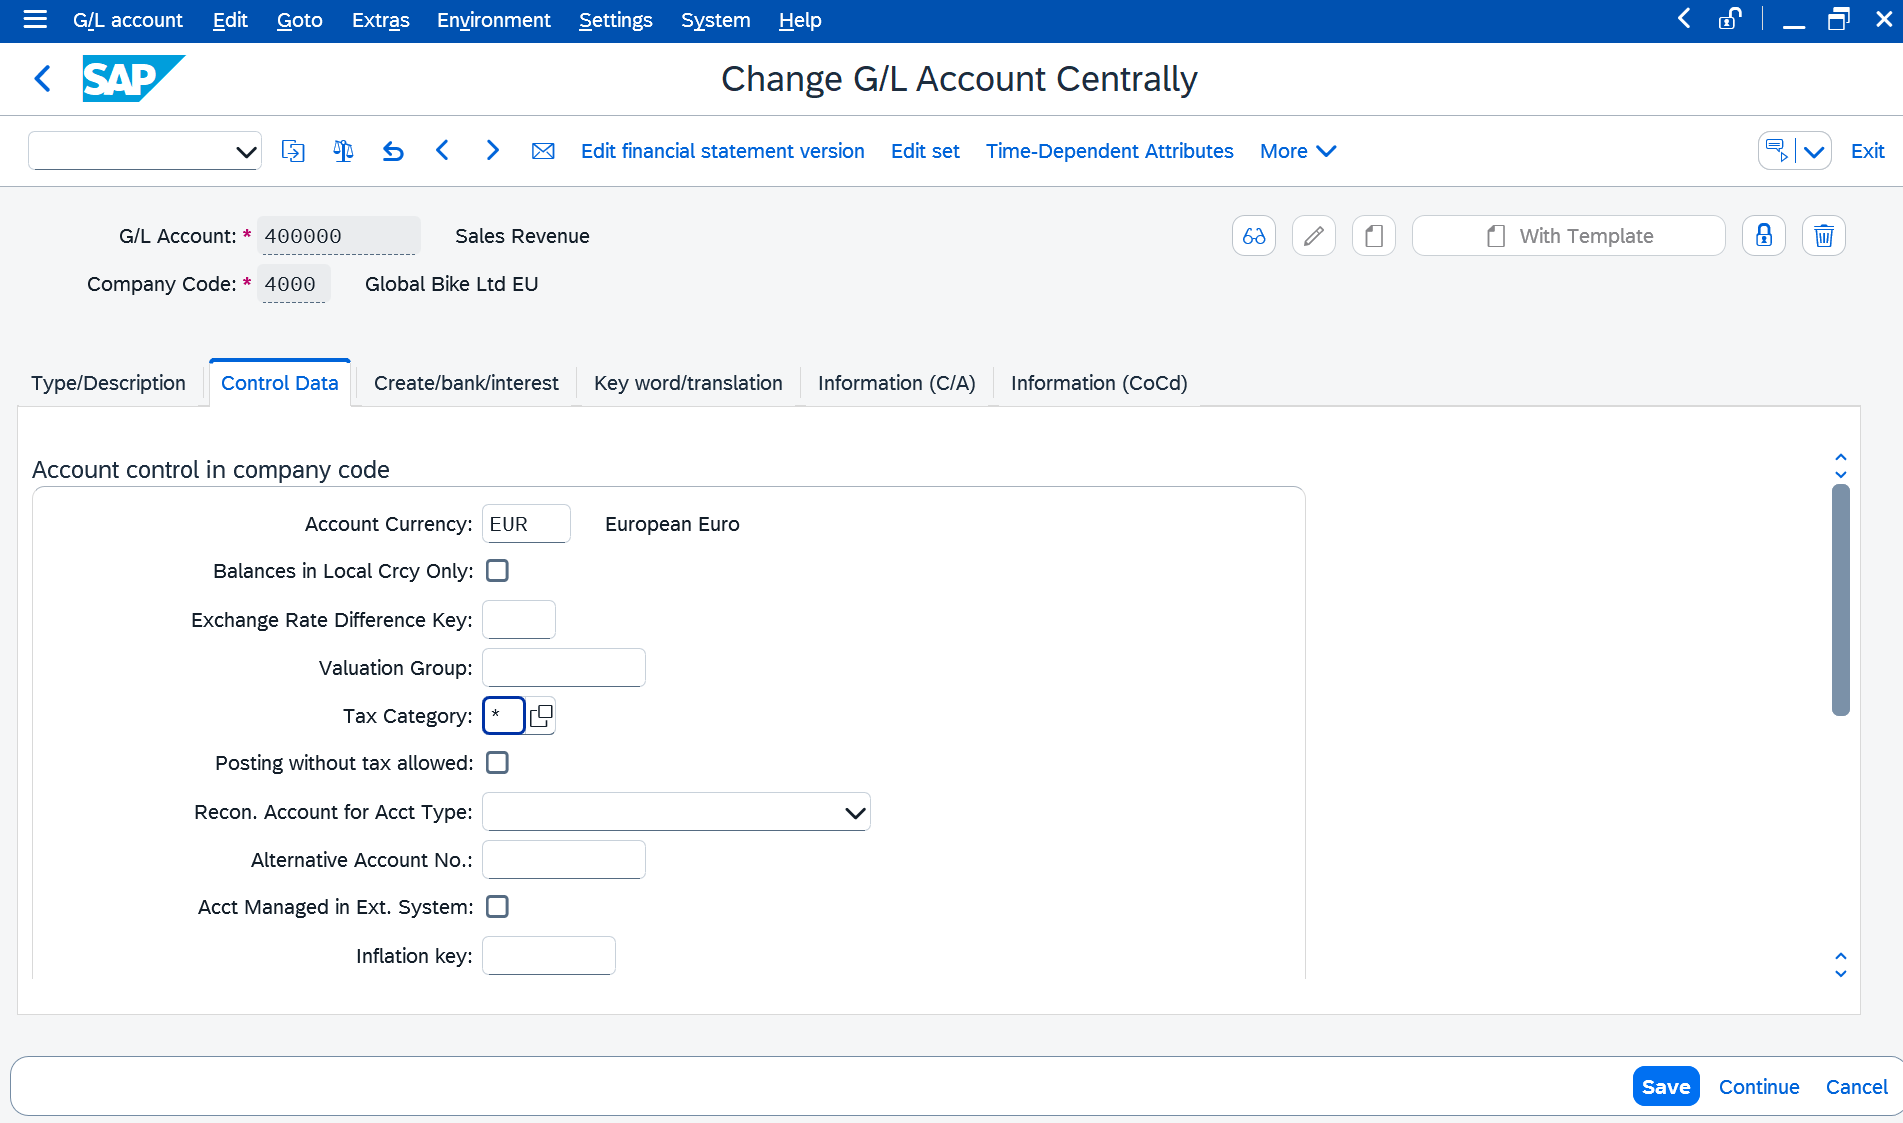 G/L account Edit Goto Extras Environment Settings System Help
SAP Change G/L Account Centrally
Edit financial statement version Edit set Time-Dependent Attributes More Exit
G/L Account: * 400000 Sales Revenue With Template
Company Code: * 4000 Global Bike Ltd EU
Type/Description Control Data Create/bank/interest Key word/translation Information (C/A) Information (CoCd)
Account control in company code
Account Currency: EUR European Euro
Balances in Local Crcy Only:
Exchange Rate Difference Key:
Valuation Group:
Tax Category: *
Posting without tax allowed:
Recon. Account for Acct Type:
Alternative Account No.:
Acct Managed in Ext. System:
Inflation key:
Save Continue Cancel